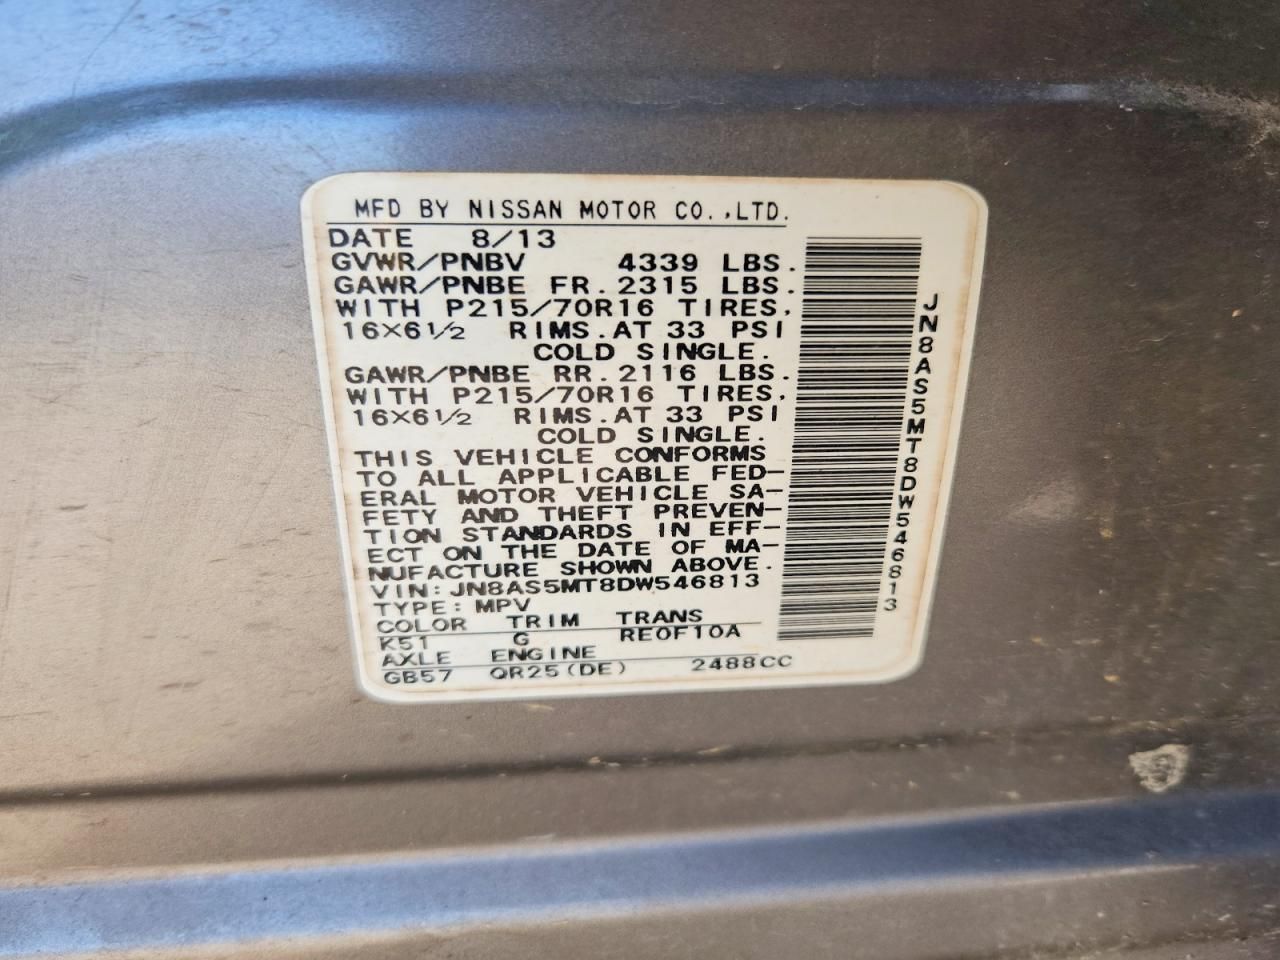 MFD BY NISSAN MOTOR CO.,LTD.
DATE 8/13
GVWR/PNBV 4339 LBS.
GAWR/PNBE FR. 2315 LBS.
WITH P215/70R16 TIRES,
16×6½ RIMS. AT 33 PSI
COLD SINGLE.
GAWR/PNBE RR. 2116 LBS.
WITH P215/70R16 TIRES,
16×6½ RIMS. AT 33 PSI
COLD SINGLE.
THIS VEHICLE CONFORMS
TO ALL APPLICABLE FED-
ERAL MOTOR VEHICLE SA-
FETY AND THEFT PREVEN-
TION STANDARDS IN EFF-
ECT ON THE DATE OF MA-
NUFACTURE SHOWN ABOVE.
VIN: JN8AS5MT8DW546813
TYPE: MPV
COLOR TRIM TRANS
K51 G RE0F10A
AXLE ENGINE
GB57 QR25(DE) 2488CC
JN8AS5MT8DW546813